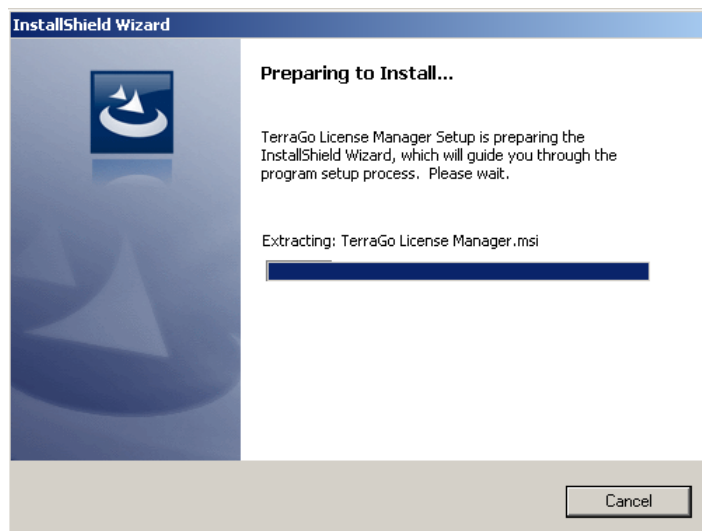 InstallShield Wizard
Preparing to Install...
TerraGo License Manager Setup is preparing the
InstallShield Wizard, which will guide you through the
program setup process.  Please wait.
Extracting: TerraGo License Manager.msi
Cancel